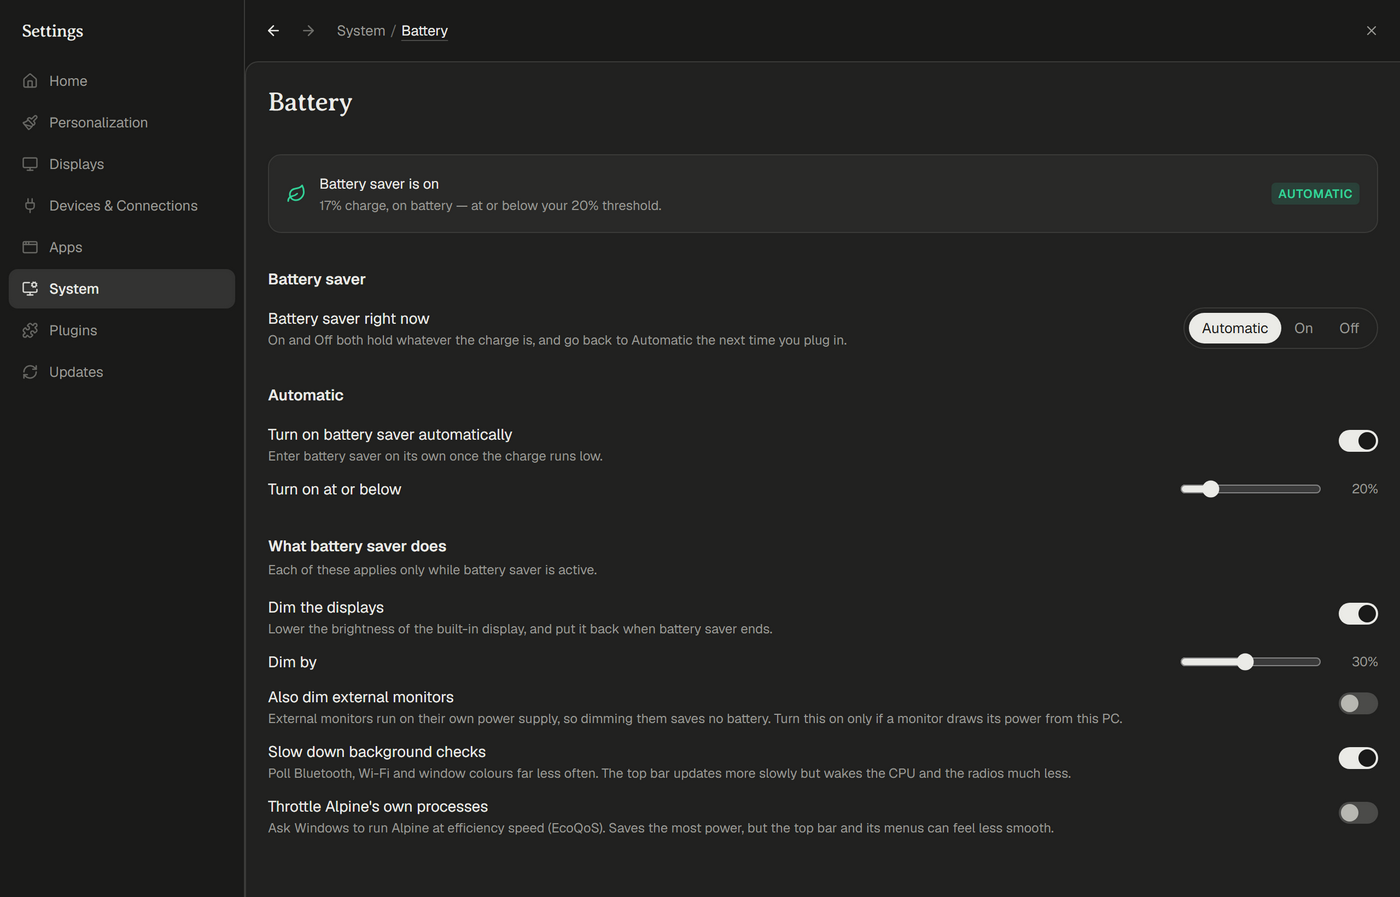 Settings
System / Battery
Home
Personalization
Displays
Devices & Connections
Apps
System
Plugins
Updates
Battery
Battery saver is on
17% charge, on battery — at or below your 20% threshold.
AUTOMATIC
Battery saver
Battery saver right now
On and Off both hold whatever the charge is, and go back to Automatic the next time you plug in.
Automatic On Off
Automatic
Turn on battery saver automatically
Enter battery saver on its own once the charge runs low.
Turn on at or below
20%
What battery saver does
Each of these applies only while battery saver is active.
Dim the displays
Lower the brightness of the built-in display, and put it back when battery saver ends.
Dim by
30%
Also dim external monitors
External monitors run on their own power supply, so dimming them saves no battery. Turn this on only if a monitor draws its power from this PC.
Slow down background checks
Poll Bluetooth, Wi-Fi and window colours far less often. The top bar updates more slowly but wakes the CPU and the radios much less.
Throttle Alpine's own processes
Ask Windows to run Alpine at efficiency speed (EcoQoS). Saves the most power, but the top bar and its menus can feel less smooth.